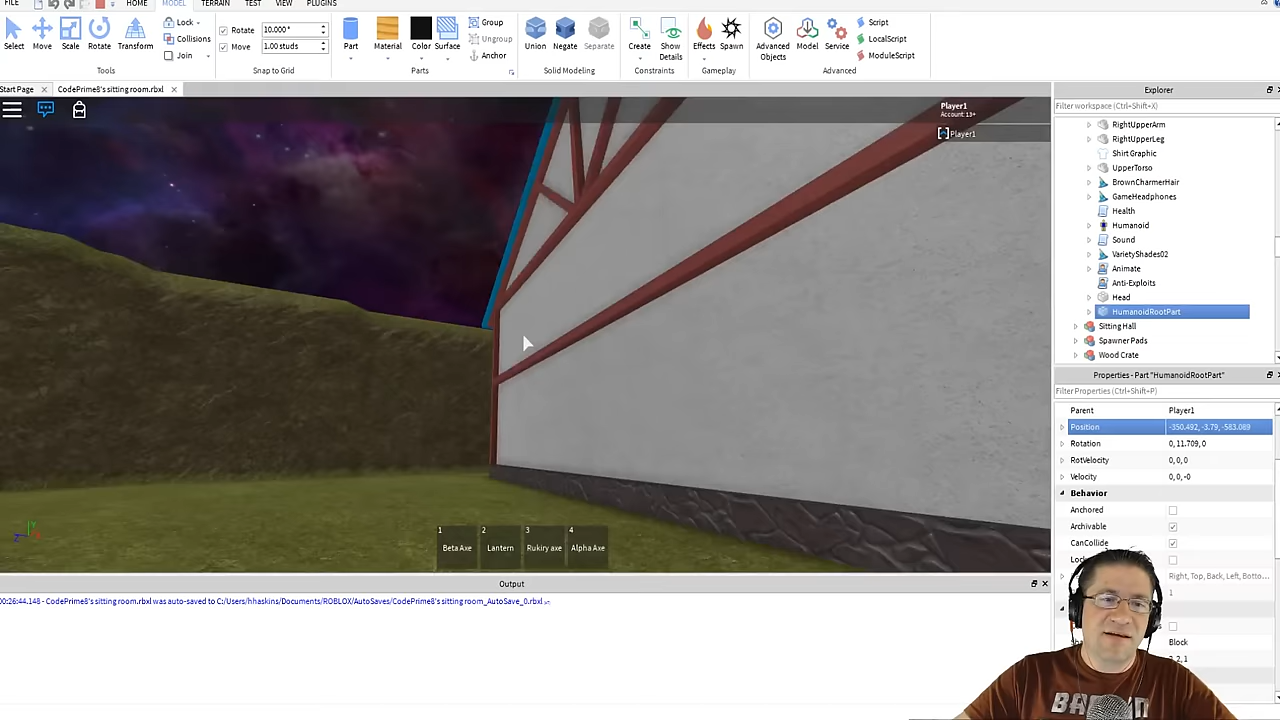 FILE HOME MODEL TERRAIN TEST VIEW PLUGINS
Select
Move
Scale
Rotate
Transform
Lock
Collisions
Join
Tools
Rotate 10.000°
Move 1.00 studs
Snap to Grid
Part
Material
Color
Surface
Group
Ungroup
Anchor
Parts
Union
Negate
Separate
Solid Modeling
Create
Show
Details
Constraints
Effects
Spawn
Gameplay
Advanced
Objects
Model
Service
Script
LocalScript
ModuleScript
Advanced
Start Page
CodePrime8's sitting room.rbxl
Player1
Account: 13+
Player1
1
Beta Axe
2
Lantern
3
Rukiry axe
4
Alpha Axe
Output
00:26:44.148 - CodePrime8's sitting room.rbxl was auto-saved to C:/Users/hhaskins/Documents/ROBLOX/AutoSaves/CodePrime8's sitting room_AutoSave_0.rbxl
Explorer
Filter workspace (Ctrl+Shift+X)
RightUpperArm
RightUpperLeg
Shirt Graphic
UpperTorso
BrownCharmerHair
GameHeadphones
Health
Humanoid
Sound
VarietyShades02
Animate
Anti-Exploits
Head
HumanoidRootPart
Sitting Hall
Spawner Pads
Wood Crate
Properties - Part "HumanoidRootPart"
Filter Properties (Ctrl+Shift+P)
Parent Player1
Position -350.492, -3.79, -583.089
Rotation 0, 11.709, 0
RotVelocity 0,0,0
Velocity 0,0,-0
Behavior
Anchored
Archivable
CanCollide
Right, Top, Back, Left, Botto...
1
Block
2,1